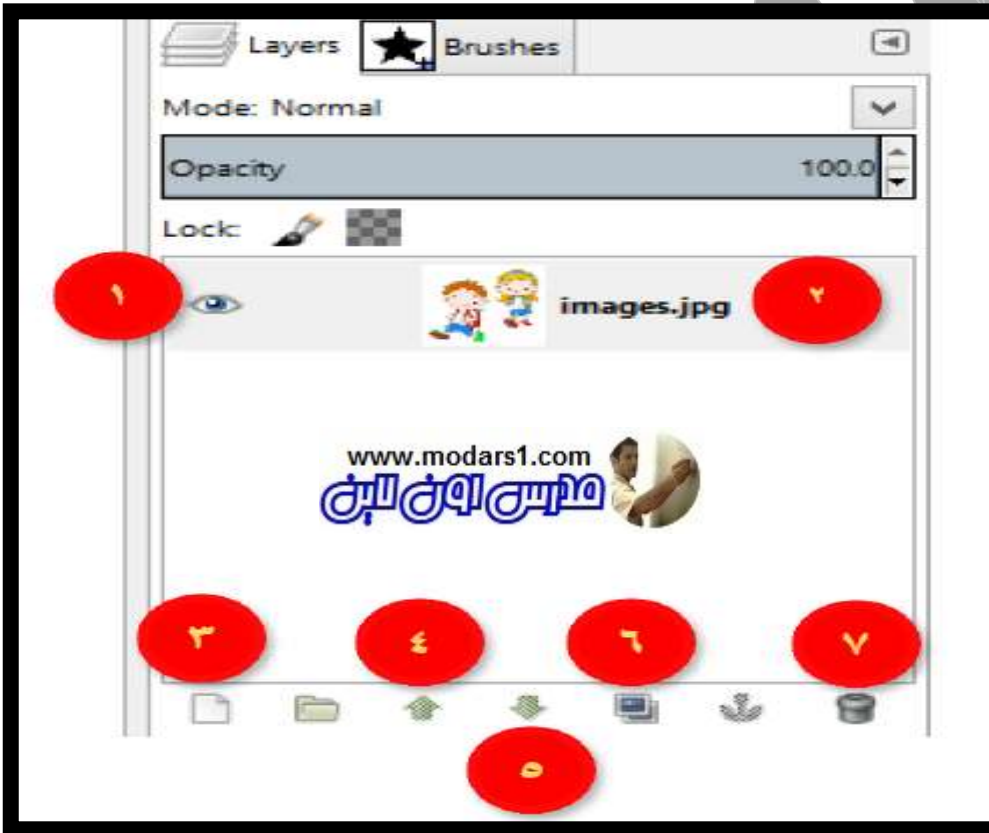 Layers Brushes
Mode: Normal
Opacity 100.0
Lock:
١ images.jpg ٢
www.modars1.com
مدرس اون لاين
٣ ٤ ٦ ٧
٥